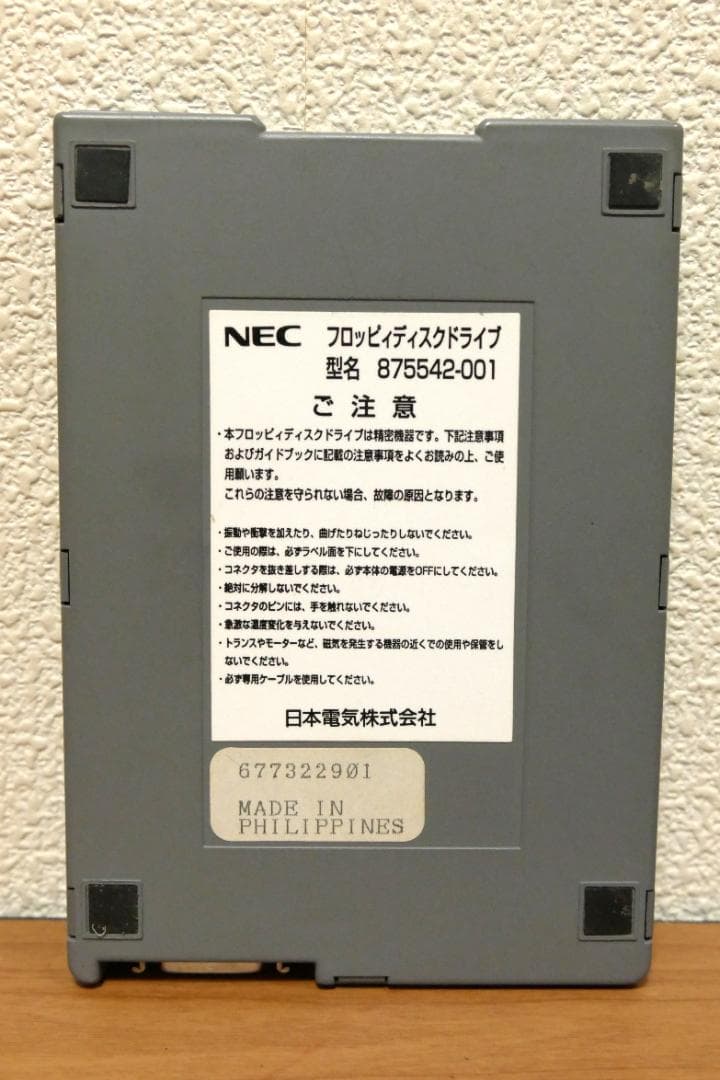 NEC フロッピィディスクドライブ
型名 875542-001
ご注意
・本フロッピィディスクドライブは精密機器です。下記注意事項
およびガイドブックに記載の注意事項をよくお読みの上、ご使
用願います。
これらの注意を守られない場合、故障の原因となります。
・振動や衝撃を加えたり、曲げたりねじったりしないでください。
・ご使用の際は、必ずラベル面を下にしてください。
・コネクタを抜き差しする際は、必ず本体の電源をOFFにしてください。
・絶対に分解しないでください。
・コネクタのピンには、手を触れないでください。
・急激な温度変化を与えないでください。
・トランスやモーターなど、磁気を発生する機器の近くでの使用や保管をし
ないでください。
・必ず専用ケーブルを使用してください。
日本電気株式会社
677322901
MADE IN
PHILIPPINES